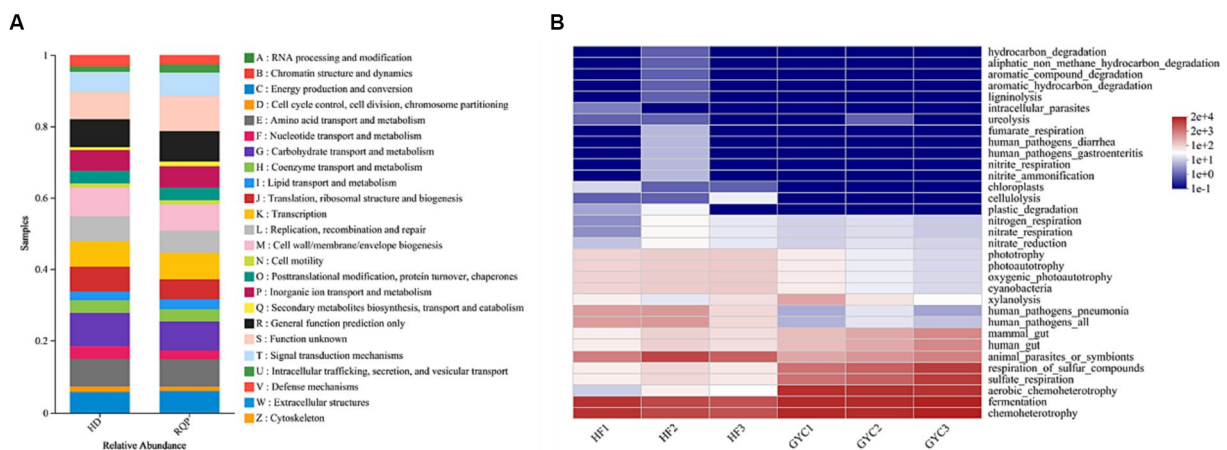 A
1
0.8
0.6
0.4
0.2
0
Samples
HD
RQP
Relative Abundance
A : RNA processing and modification
B : Chromatin structure and dynamics
C : Energy production and conversion
D : Cell cycle control, cell division, chromosome partitioning
E : Amino acid transport and metabolism
F : Nucleotide transport and metabolism
G : Carbohydrate transport and metabolism
H : Coenzyme transport and metabolism
I : Lipid transport and metabolism
J : Translation, ribosomal structure and biogenesis
K : Transcription
L : Replication, recombination and repair
M : Cell wall/membrane/envelope biogenesis
N : Cell motility
O : Posttranslational modification, protein turnover, chaperones
P : Inorganic ion transport and metabolism
Q : Secondary metabolites biosynthesis, transport and catabolism
R : General function prediction only
S : Function unknown
T : Signal transduction mechanisms
U : Intracellular trafficking, secretion, and vesicular transport
V : Defense mechanisms
W : Extracellular structures
Z : Cytoskeleton
B
hydrocarbon_degradation
aliphatic_non_methane_hydrocarbon_degradation
aromatic_compound_degradation
aromatic_hydrocarbon_degradation
ligninolysis
intracellular_parasites
ureolysis
fumarate_respiration
human_pathogens_diarrhea
human_pathogens_gastroenteritis
nitrite_respiration
nitrite_ammonification
chloroplasts
cellulolysis
plastic_degradation
nitrogen_respiration
nitrate_respiration
nitrate_reduction
phototrophy
photoautotrophy
oxygenic_photoautotrophy
cyanobacteria
xylanolysis
human_pathogens_pneumonia
human_pathogens_all
mammal_gut
human_gut
animal_parasites_or_symbionts
respiration_of_sulfur_compounds
sulfate_respiration
aerobic_chemoheterotrophy
fermentation
chemoheterotrophy
HF1
HF2
HF3
GYC1
GYC2
GYC3
2e+4
1e+3
1e+2
1e+1
1e+0
1e-1